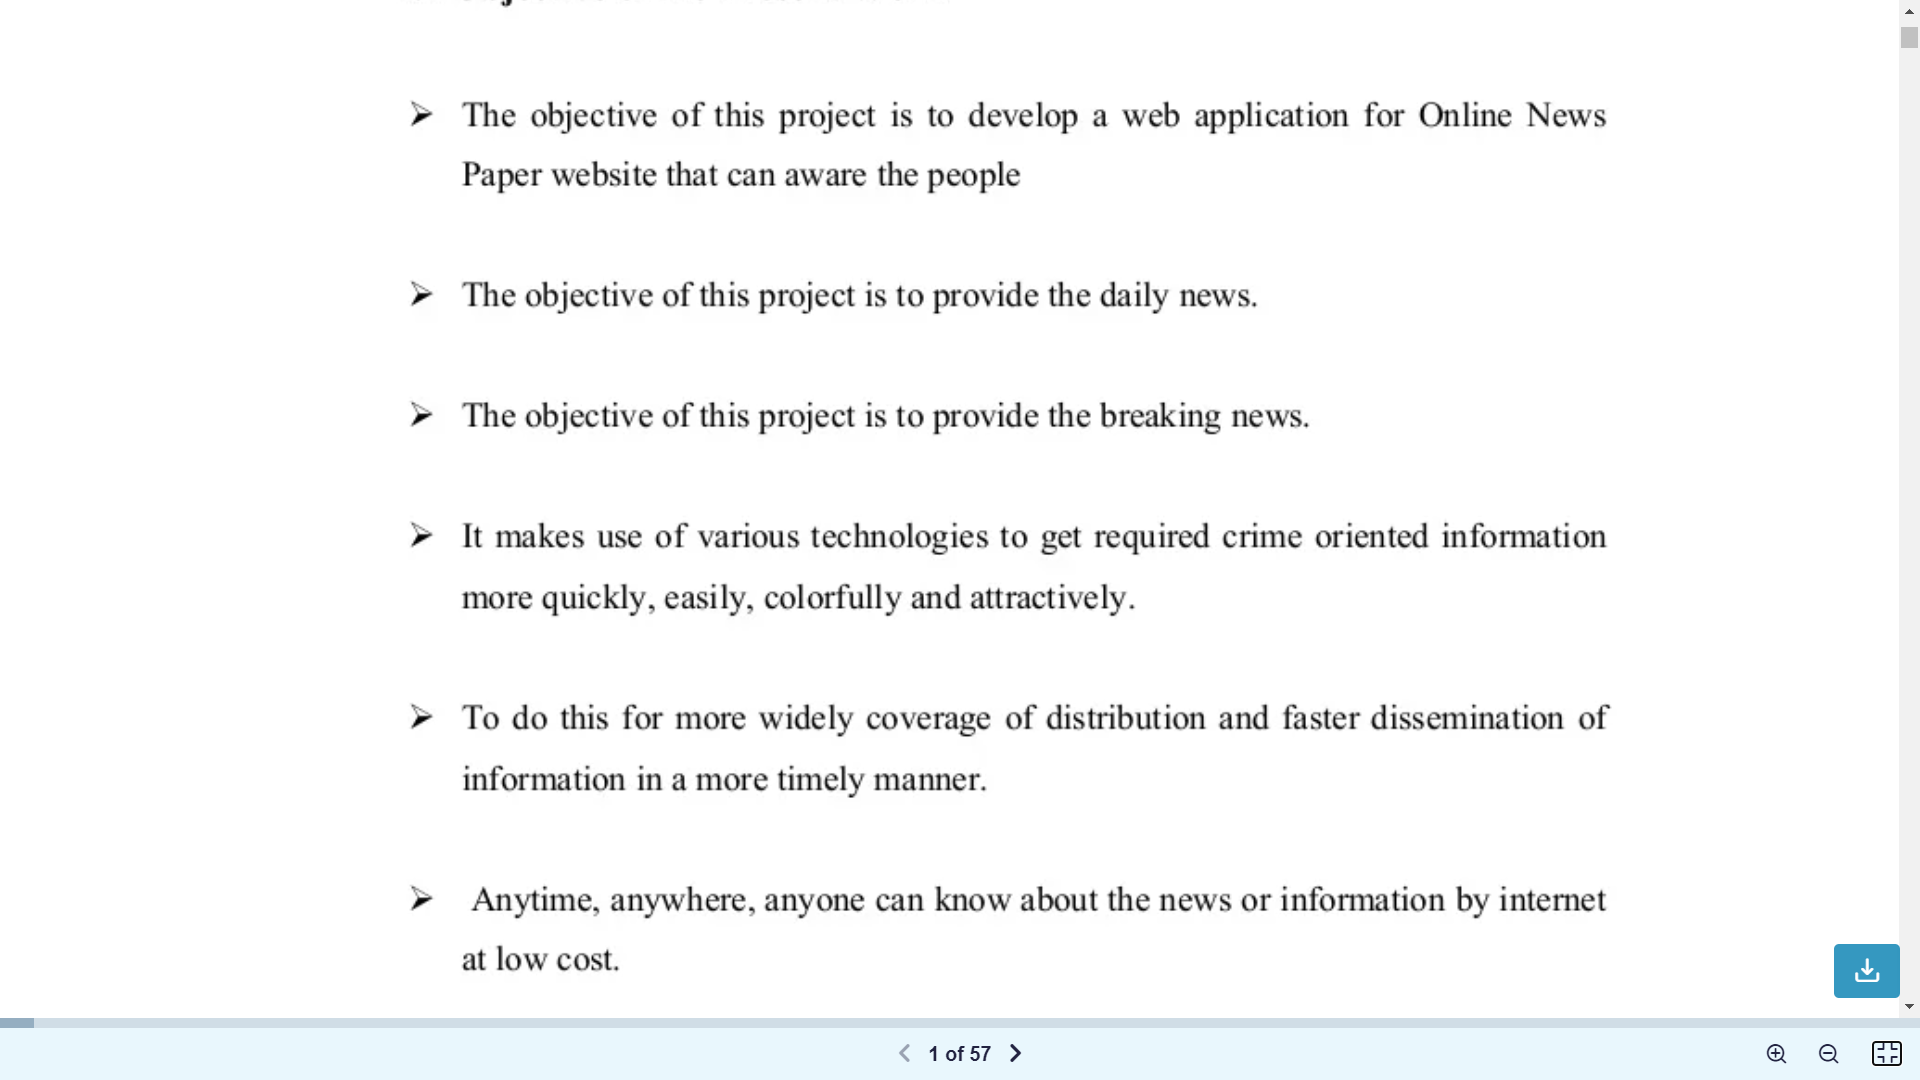 The objective of this project is to develop a web application for Online News
Paper website that can aware the people
The objective of this project is to provide the daily news.
The objective of this project is to provide the breaking news.
It makes use of various technologies to get required crime oriented information
more quickly, easily, colorfully and attractively.
To do this for more widely coverage of distribution and faster dissemination of
information in a more timely manner.
Anytime, anywhere, anyone can know about the news or information by internet
at low cost.
1 of 57